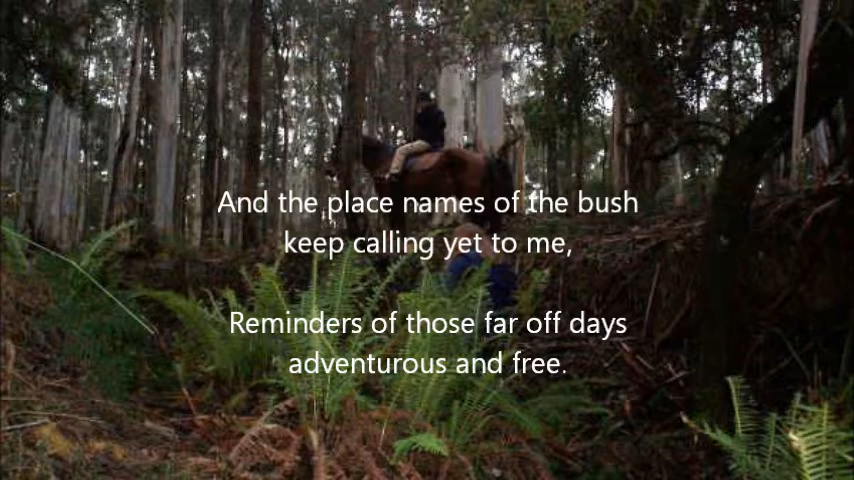 And the place names of the bush
keep calling yet to me,
Reminders of those far off days
adventurous and free.